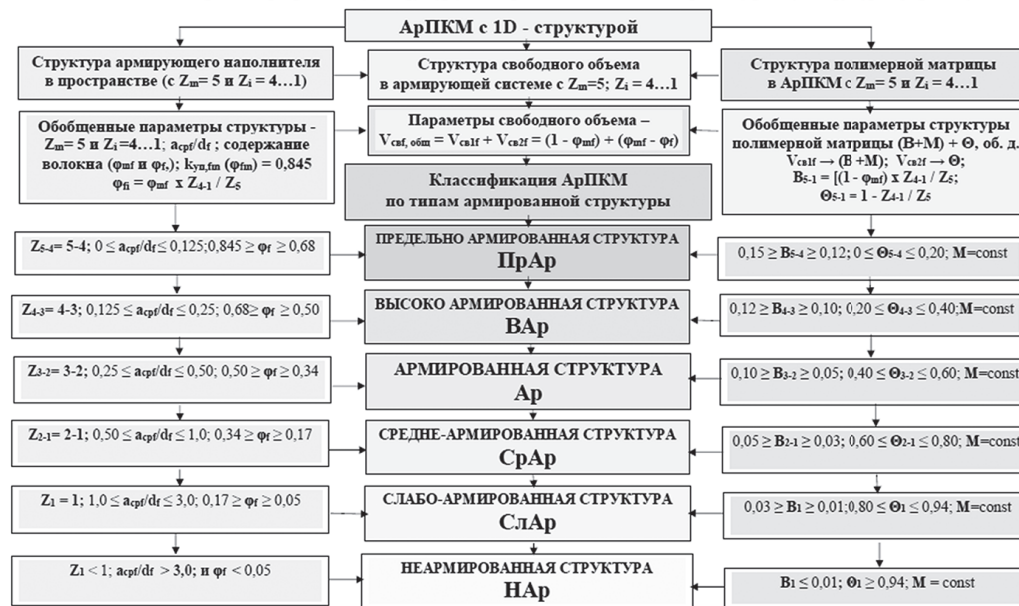 АрПКМ с 1D - структурой
Структура армирующего наполнителя
в пространстве (с Zm= 5 и Zi = 4…1)
Структура свободного объема
в армирующей системе с Zm=5; Zi = 4…1
Структура полимерной матрицы
в АрПКМ с Zm= 5 и Zi = 4…1
Обобщенные параметры структуры -
Zm= 5 и Zi =4…1; aсрf/df ; содержание
волокна (φmf и φf,); kуп,fm (φfm) = 0,845
φfi = φmf x Z4-1 / Z5
Параметры свободного объема –
Vсвf, общ = Vсв1f + Vсв2f = (1 - φmf) + (φmf - φf)
Обобщенные параметры структуры
полимерной матрицы (В+М) + Θ, об. д.
Vсв1f → (В +М); Vсв2f → Θ;
B5-1 = [(1 - φmf) x Z4-1 / Z5;
Θ5-1 = 1 - Z4-1 / Z5
Классификация АрПКМ
по типам армированной структуры
Z5-4= 5-4; 0 ≤ aсрf/df ≤ 0,125;0,845 ≥ φf ≥ 0,68
ПРЕДЕЛЬНО АРМИРОВАННАЯ СТРУКТУРА
ПрАр
0,15 ≥ B5-4 ≥ 0,12; 0 ≤ Θ5-4 ≤ 0,20; M=const
Z4-3= 4-3; 0,125 ≤ aсрf/df ≤ 0,25; 0,68≥ φf ≥ 0,50
ВЫСОКО АРМИРОВАННАЯ СТРУКТУРА
ВАр
0,12 ≥ B4-3 ≥ 0,10; 0,20 ≤ Θ4-3 ≤ 0,40;M=const
Z3-2= 3-2; 0,25 ≤ aсрf/df ≤ 0,50; 0,50 ≥ φf ≥ 0,34
АРМИРОВАННАЯ СТРУКТУРА
Ар
0,10 ≥ B3-2 ≥ 0,05; 0,40 ≤ Θ3-2 ≤ 0,60; M=const
Z2-1= 2-1; 0,50 ≤ aсрf/df ≤ 1,0; 0,34 ≥ φf ≥ 0,17
СРЕДНЕ-АРМИРОВАННАЯ СТРУКТУРА
СрАр
0,05 ≥ B2-1 ≥ 0,03; 0,60 ≤ Θ2-1 ≤ 0,80; M=const
Z1 = 1; 1,0 ≤ aсрf/df ≤ 3,0; 0,17 ≥ φf ≥ 0,05
СЛАБО-АРМИРОВАННАЯ СТРУКТУРА
СлАр
0,03 ≥ B1 ≥ 0,01;0,80 ≤ Θ1 ≤ 0,94; M=const
Z1 < 1; aсрf/df > 3,0; и φf < 0,05
НЕАРМИРОВАННАЯ СТРУКТУРА
НАр
B1 ≤ 0,01; Θ1 ≥ 0,94; M = const